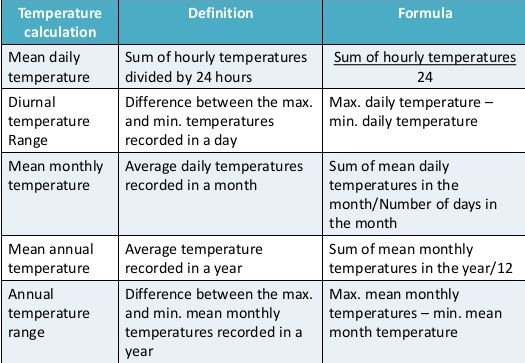 Temperature
calculation
Definition
Formula
Mean daily
temperature
Sum of hourly temperatures
divided by 24 hours
Sum of hourly temperatures
24
Diurnal
temperature
Range
Difference between the max.
and min. temperatures
recorded in a day
Max. daily temperature –
min. daily temperature
Mean monthly
temperature
Average daily temperatures
recorded in a month
Sum of mean daily
temperatures in the
month/Number of days in
the month
Mean annual
temperature
Average temperature
recorded in a year
Sum of mean monthly
temperatures in the year/12
Annual
temperature
range
Difference between the max.
and min. mean monthly
temperatures recorded in a
year
Max. mean monthly
temperatures – min. mean
month temperature